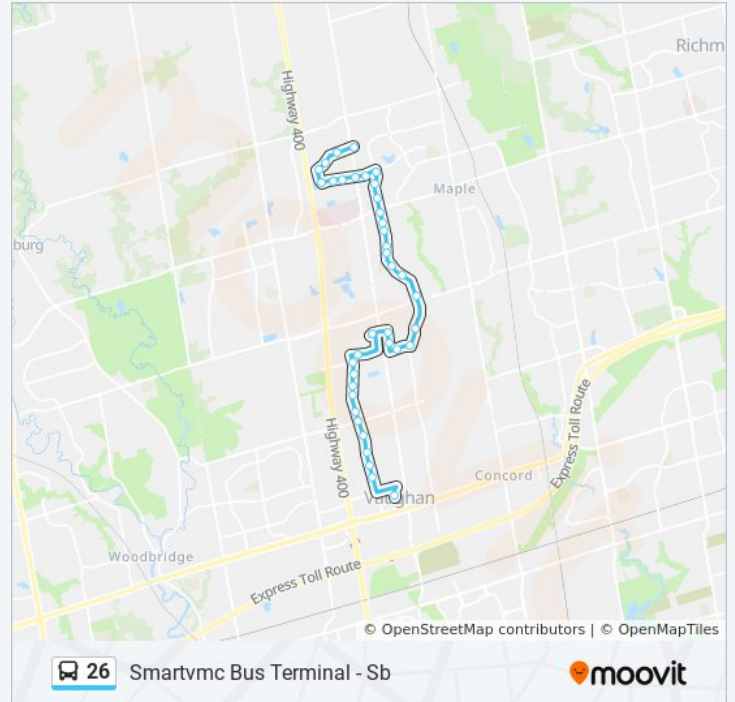 Richm
Highway 400
Maple
burg
Express Toll Route
Highway 400
Concord
Vaughan
Woodbridge
Express Toll Route
© OpenStreetMap contributors | © OpenMapTiles
26 Smartvmc Bus Terminal - Sb
moovit